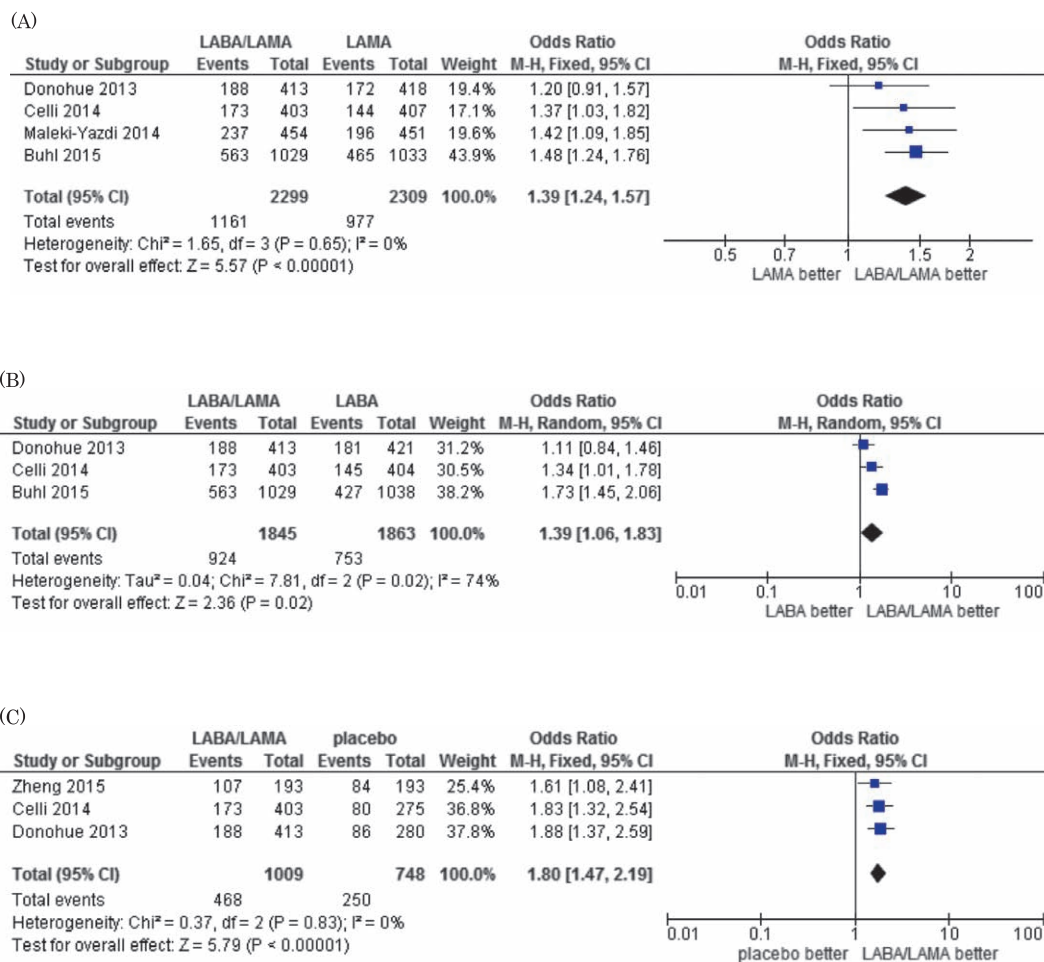 (A)
LABA/LAMA LAMA Odds Ratio Odds Ratio
Study or Subgroup Events Total Events Total Weight M-H, Fixed, 95% CI M-H, Fixed, 95% CI
Donohue 2013 188 413 172 418 19.4% 1.20 [0.91, 1.57]
Celli 2014 173 403 144 407 17.1% 1.37 [1.03, 1.82]
Maleki-Yazdi 2014 237 454 196 451 19.6% 1.42 [1.09, 1.85]
Buhl 2015 563 1029 465 1033 43.9% 1.48 [1.24, 1.76]
Total (95% CI) 2299 2309 100.0% 1.39 [1.24, 1.57]
Total events 1161 977
Heterogeneity: Chi² = 1.65, df = 3 (P = 0.65); I² = 0%
Test for overall effect: Z = 5.57 (P < 0.00001)
0.5 0.7 1 1.5 2
LAMA better LABA/LAMA better
(B)
LABA/LAMA LABA Odds Ratio Odds Ratio
Study or Subgroup Events Total Events Total Weight M-H, Random, 95% CI M-H, Random, 95% CI
Donohue 2013 188 413 181 421 31.2% 1.11 [0.84, 1.46]
Celli 2014 173 403 145 404 30.5% 1.34 [1.01, 1.78]
Buhl 2015 563 1029 427 1038 38.2% 1.73 [1.45, 2.06]
Total (95% CI) 1845 1863 100.0% 1.39 [1.06, 1.83]
Total events 924 753
Heterogeneity: Tau² = 0.04; Chi² = 7.81, df = 2 (P = 0.02); I² = 74%
Test for overall effect: Z = 2.36 (P = 0.02)
0.01 0.1 1 10 100
LABA better LABA/LAMA better
(C)
LABA/LAMA placebo Odds Ratio Odds Ratio
Study or Subgroup Events Total Events Total Weight M-H, Fixed, 95% CI M-H, Fixed, 95% CI
Zheng 2015 107 193 84 193 25.4% 1.61 [1.08, 2.41]
Celli 2014 173 403 80 275 36.8% 1.83 [1.32, 2.54]
Donohue 2013 188 413 86 280 37.8% 1.88 [1.37, 2.59]
Total (95% CI) 1009 748 100.0% 1.80 [1.47, 2.19]
Total events 468 250
Heterogeneity: Chi² = 0.37, df = 2 (P = 0.83); I² = 0%
Test for overall effect: Z = 5.79 (P < 0.00001)
0.01 0.1 1 10 100
placebo better LABA/LAMA better